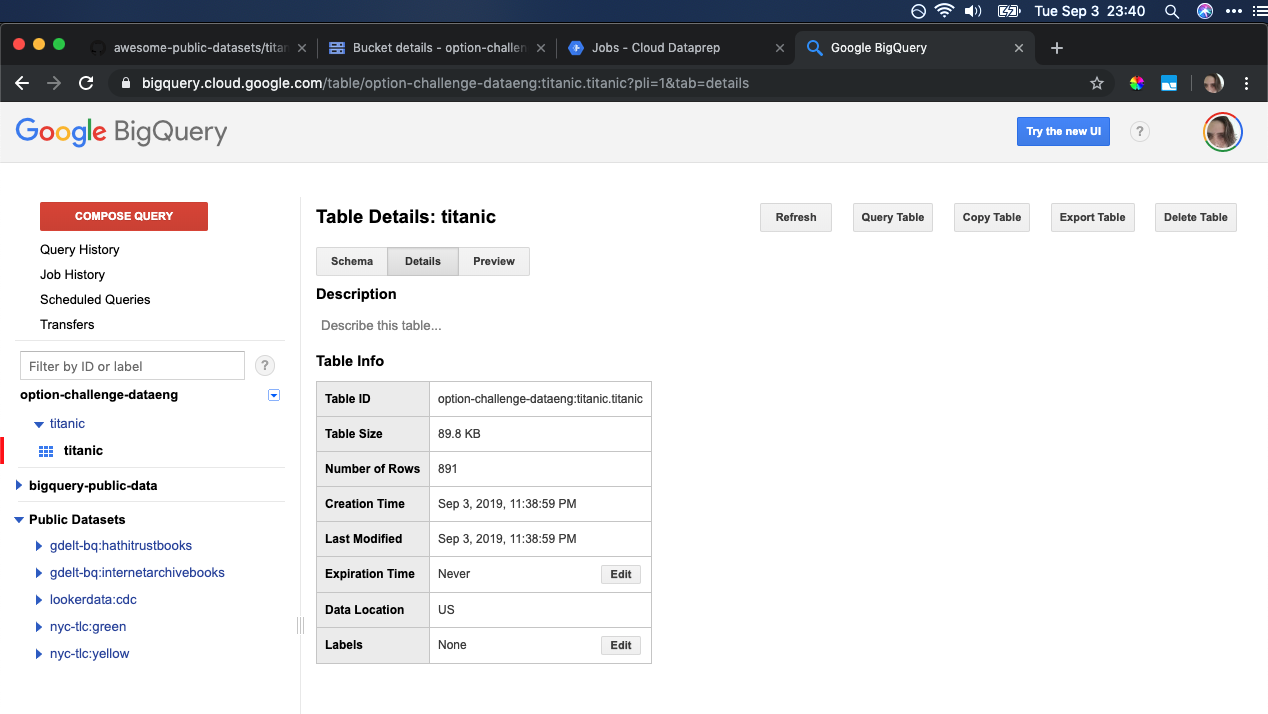 Tue Sep 3 23:40
awesome-public-datasets/titan
Bucket details - option-challen
Jobs - Cloud Dataprep
Google BigQuery
bigquery.cloud.google.com/table/option-challenge-dataeng:titanic.titanic?pli=1&tab=details
Google BigQuery
Try the new UI
?
COMPOSE QUERY
Query History
Job History
Scheduled Queries
Transfers
Filter by ID or label
?
option-challenge-dataeng
titanic
titanic
bigquery-public-data
Public Datasets
gdelt-bq:hathitrustbooks
gdelt-bq:internetarchivebooks
lookerdata:cdc
nyc-tlc:green
nyc-tlc:yellow
Table Details: titanic
Refresh
Query Table
Copy Table
Export Table
Delete Table
Schema
Details
Preview
Description
Describe this table...
Table Info
Table ID option-challenge-dataeng:titanic.titanic
Table Size 89.8 KB
Number of Rows 891
Creation Time Sep 3, 2019, 11:38:59 PM
Last Modified Sep 3, 2019, 11:38:59 PM
Expiration Time Never Edit
Data Location US
Labels None Edit